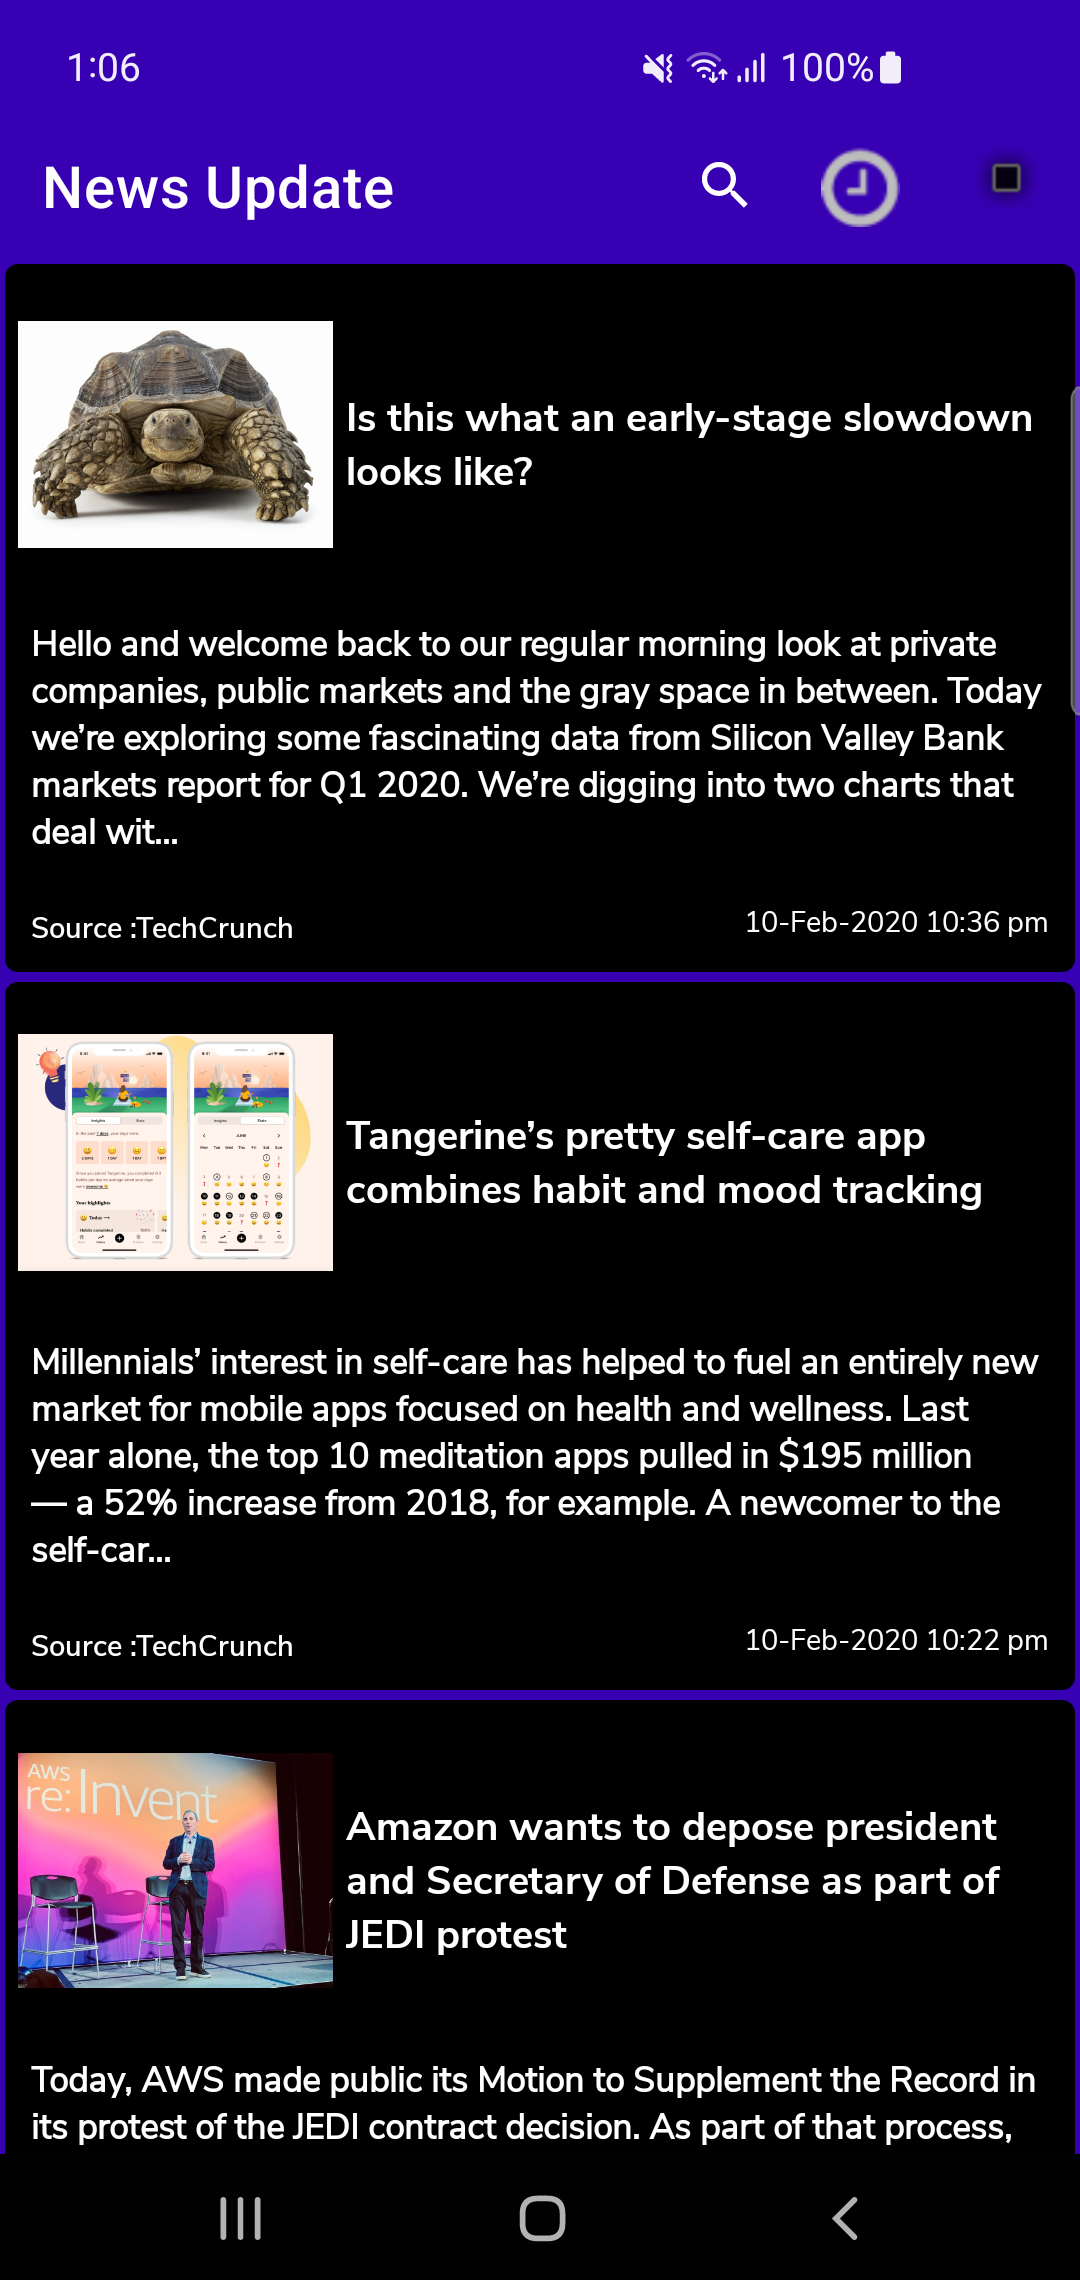 1:06
100%
News Update
Is this what an early-stage slowdown
looks like?
Hello and welcome back to our regular morning look at private
companies, public markets and the gray space in between. Today
we’re exploring some fascinating data from Silicon Valley Bank
markets report for Q1 2020. We’re digging into two charts that
deal wit...
Source :TechCrunch
10-Feb-2020 10:36 pm
Tangerine’s pretty self-care app
combines habit and mood tracking
Millennials’ interest in self-care has helped to fuel an entirely new
market for mobile apps focused on health and wellness. Last
year alone, the top 10 meditation apps pulled in $195 million
— a 52% increase from 2018, for example. A newcomer to the
self-car...
Source :TechCrunch
10-Feb-2020 10:22 pm
AWS
re:Invent
Amazon wants to depose president
and Secretary of Defense as part of
JEDI protest
Today, AWS made public its Motion to Supplement the Record in
its protest of the JEDI contract decision. As part of that process,